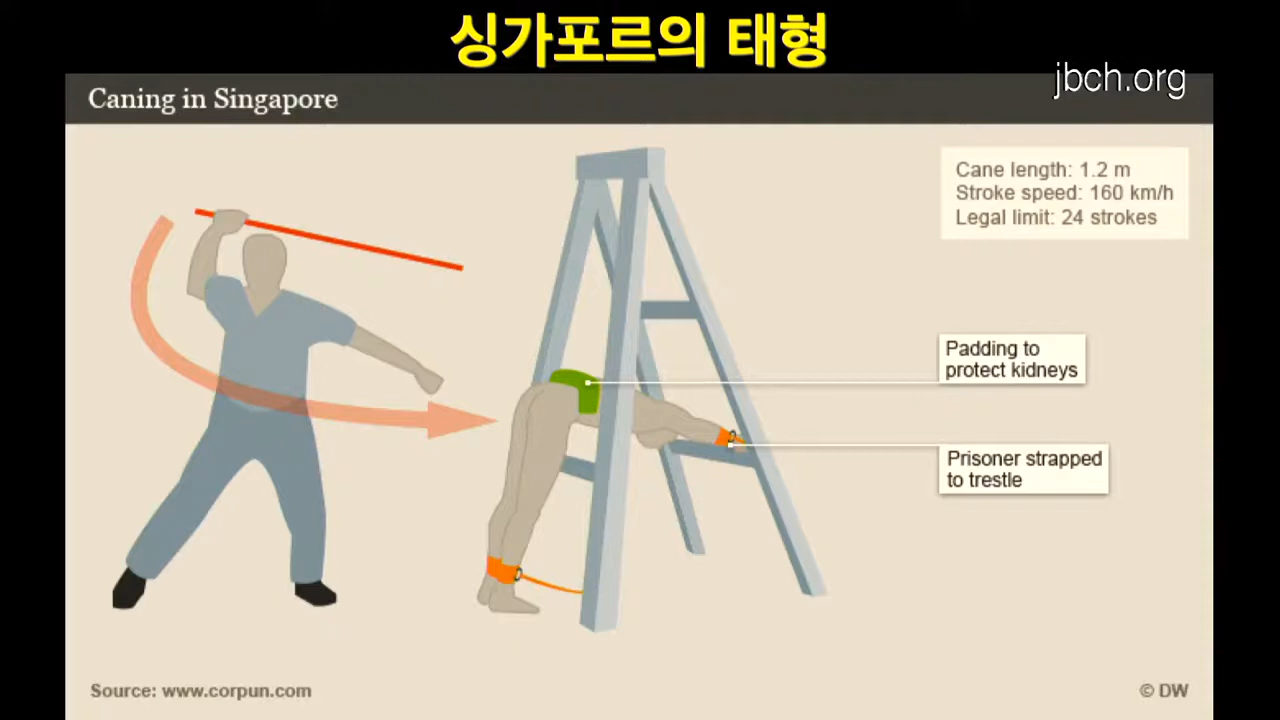 싱가포르의 태형
jbch.org
Caning in Singapore
Cane length: 1.2 m
Stroke speed: 160 km/h
Legal limit: 24 strokes
Padding to
protect kidneys
Prisoner strapped
to trestle
Source: www.corpun.com
© DW